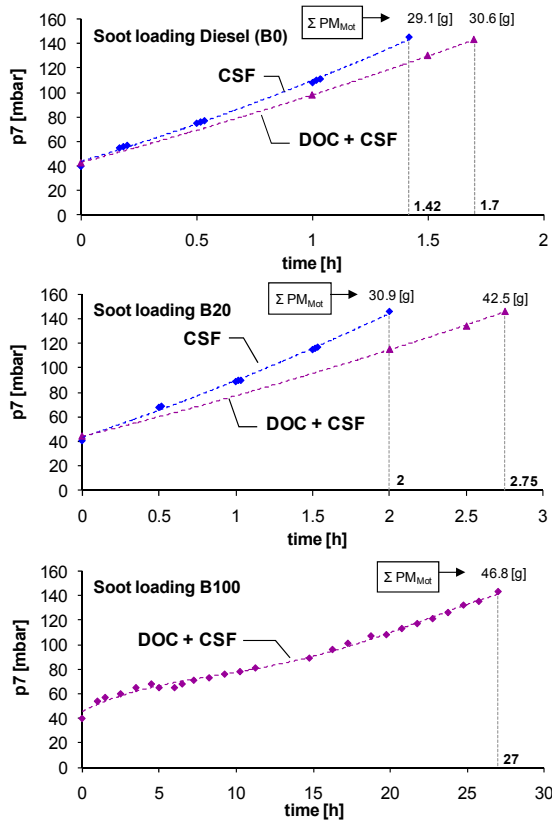 Soot loading Diesel (B0)
Σ PMMot
29.1 [g]
30.6 [g]
CSF
DOC + CSF
p7 [mbar]
160
140
120
100
80
60
40
20
0
1.42
1.7
0
0.5
1
1.5
2
time [h]
Soot loading B20
Σ PMMot
30.9 [g]
42.5 [g]
CSF
DOC + CSF
p7 [mbar]
160
140
120
100
80
60
40
20
0
2
2.75
0
0.5
1
1.5
2
2.5
3
time [h]
Soot loading B100
Σ PMMot
46.8 [g]
DOC + CSF
p7 [mbar]
160
140
120
100
80
60
40
20
0
27
0
5
10
15
20
25
30
time [h]